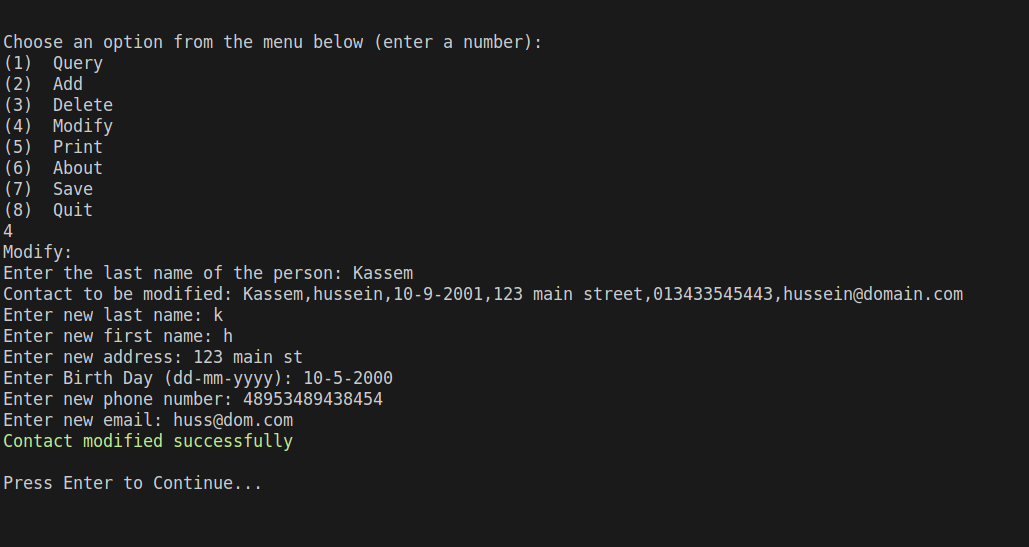 Choose an option from the menu below (enter a number):
(1)  Query
(2)  Add
(3)  Delete
(4)  Modify
(5)  Print
(6)  About
(7)  Save
(8)  Quit
4
Modify:
Enter the last name of the person: Kassem
Contact to be modified: Kassem,hussein,10-9-2001,123 main street,013433545443,hussein@domain.com
Enter new last name: k
Enter new first name: h
Enter new address: 123 main st
Enter Birth Day (dd-mm-yyyy): 10-5-2000
Enter new phone number: 48953489438454
Enter new email: huss@dom.com
Contact modified successfully
Press Enter to Continue...